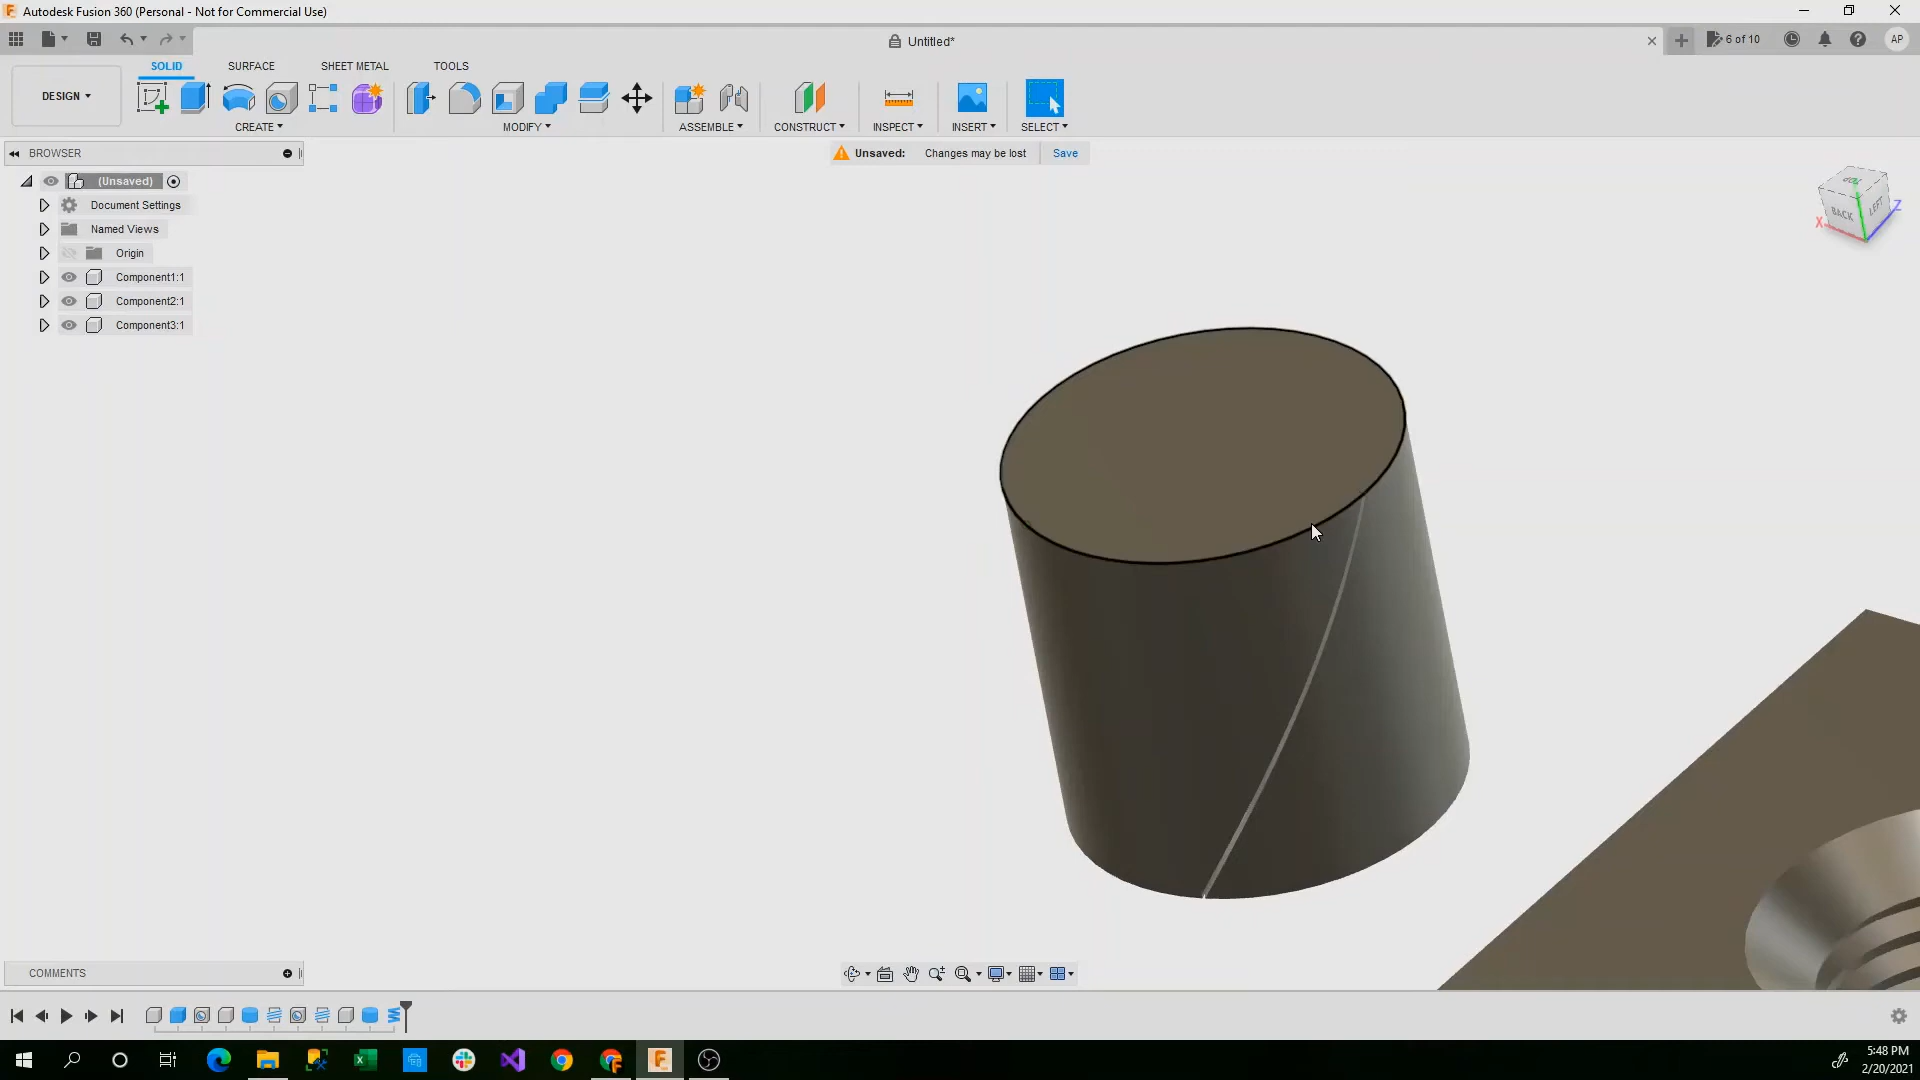 Autodesk Fusion 360 (Personal - Not for Commercial Use)
Untitled*
6 of 10
AP
DESIGN
SOLID
SURFACE
SHEET METAL
TOOLS
CREATE
MODIFY
ASSEMBLE
CONSTRUCT
INSPECT
INSERT
SELECT
BROWSER
Unsaved: Changes may be lost Save
(Unsaved)
Document Settings
Named Views
Origin
Component1:1
Component2:1
Component3:1
TOP
BACK
LEFT
X
Z
COMMENTS
5:48 PM
2/20/2021